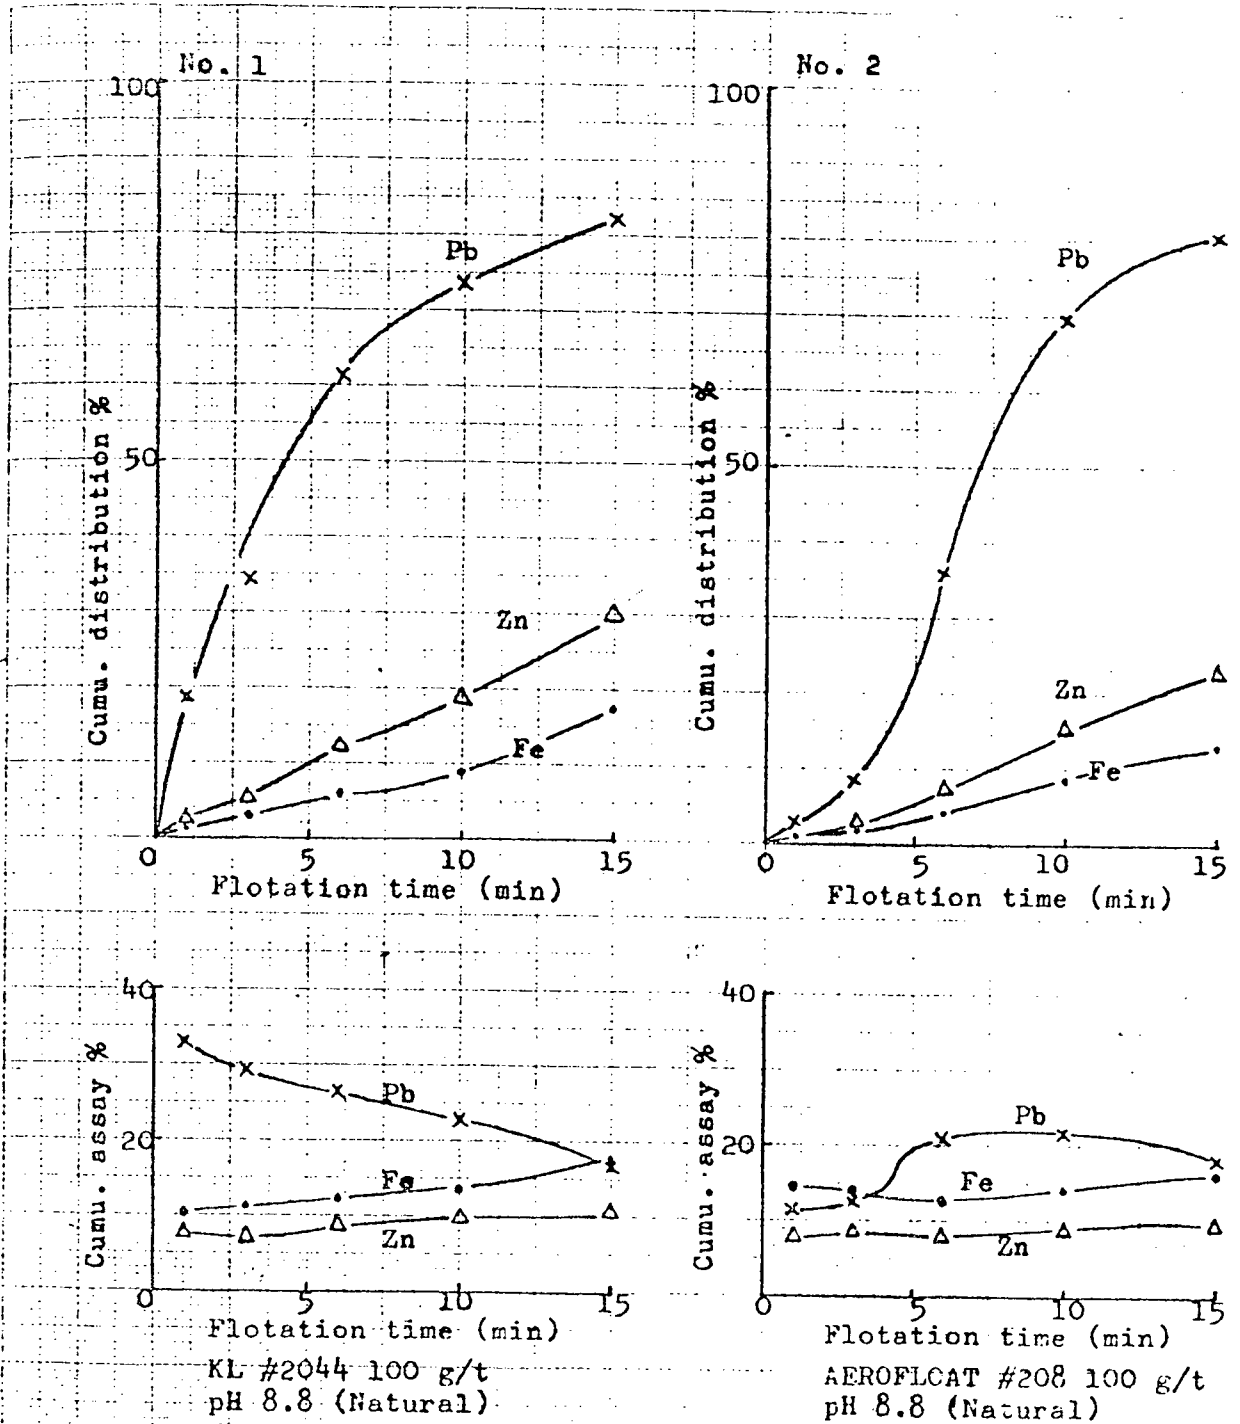 No. 1
100
Pb
50
Zn
Fe
Cumu. distribution %
0 5 10 15
Flotation time (min)
40
20
Pb
Fe
Zn
Cumu. assay %
0 5 10 15
Flotation time (min)
KL #2044 100 g/t
pH 8.8 (Natural)
No. 2
100
Pb
50
Zn
Fe
Cumu. distribution %
0 5 10 15
Flotation time (min)
40
20
Pb
Fe
Zn
Cumu. assay %
0 5 10 15
Flotation time (min)
AEROFLOAT #208 100 g/t
pH 8.8 (Natural)